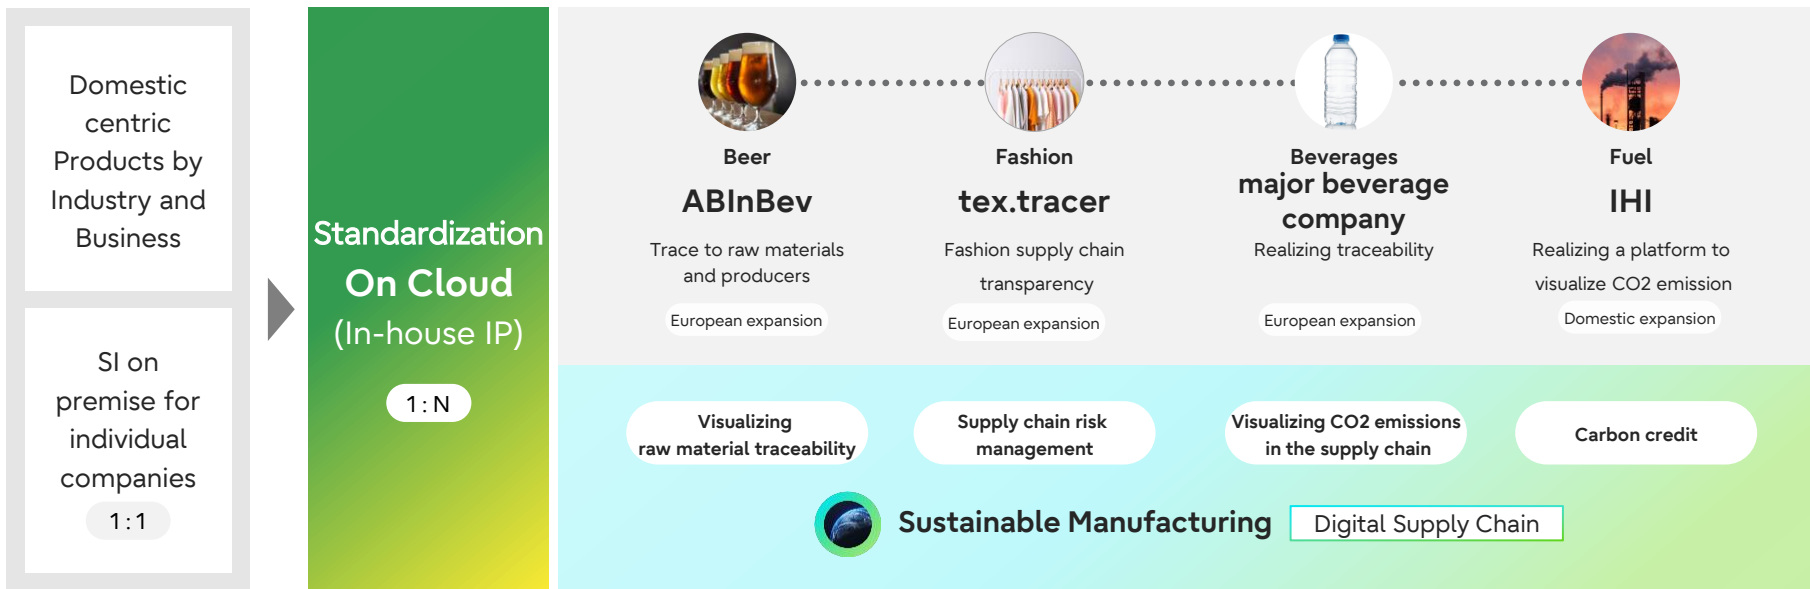 Domestic
centric
Products by
Industry and
Business
SI on
premise for
individual
companies
1:1
Standardization
On Cloud
(In-house IP)
1:N
Beer
ABInBev
Trace to raw materials
and producers
European expansion
Fashion
tex.tracer
Fashion supply chain
transparency
European expansion
Beverages
major beverage
company
Realizing traceability
European expansion
Fuel
IHI
Realizing a platform to
visualize CO2 emission
Domestic expansion
Visualizing
raw material traceability
Supply chain risk
management
Visualizing CO2 emissions
in the supply chain
Carbon credit
Sustainable Manufacturing
Digital Supply Chain